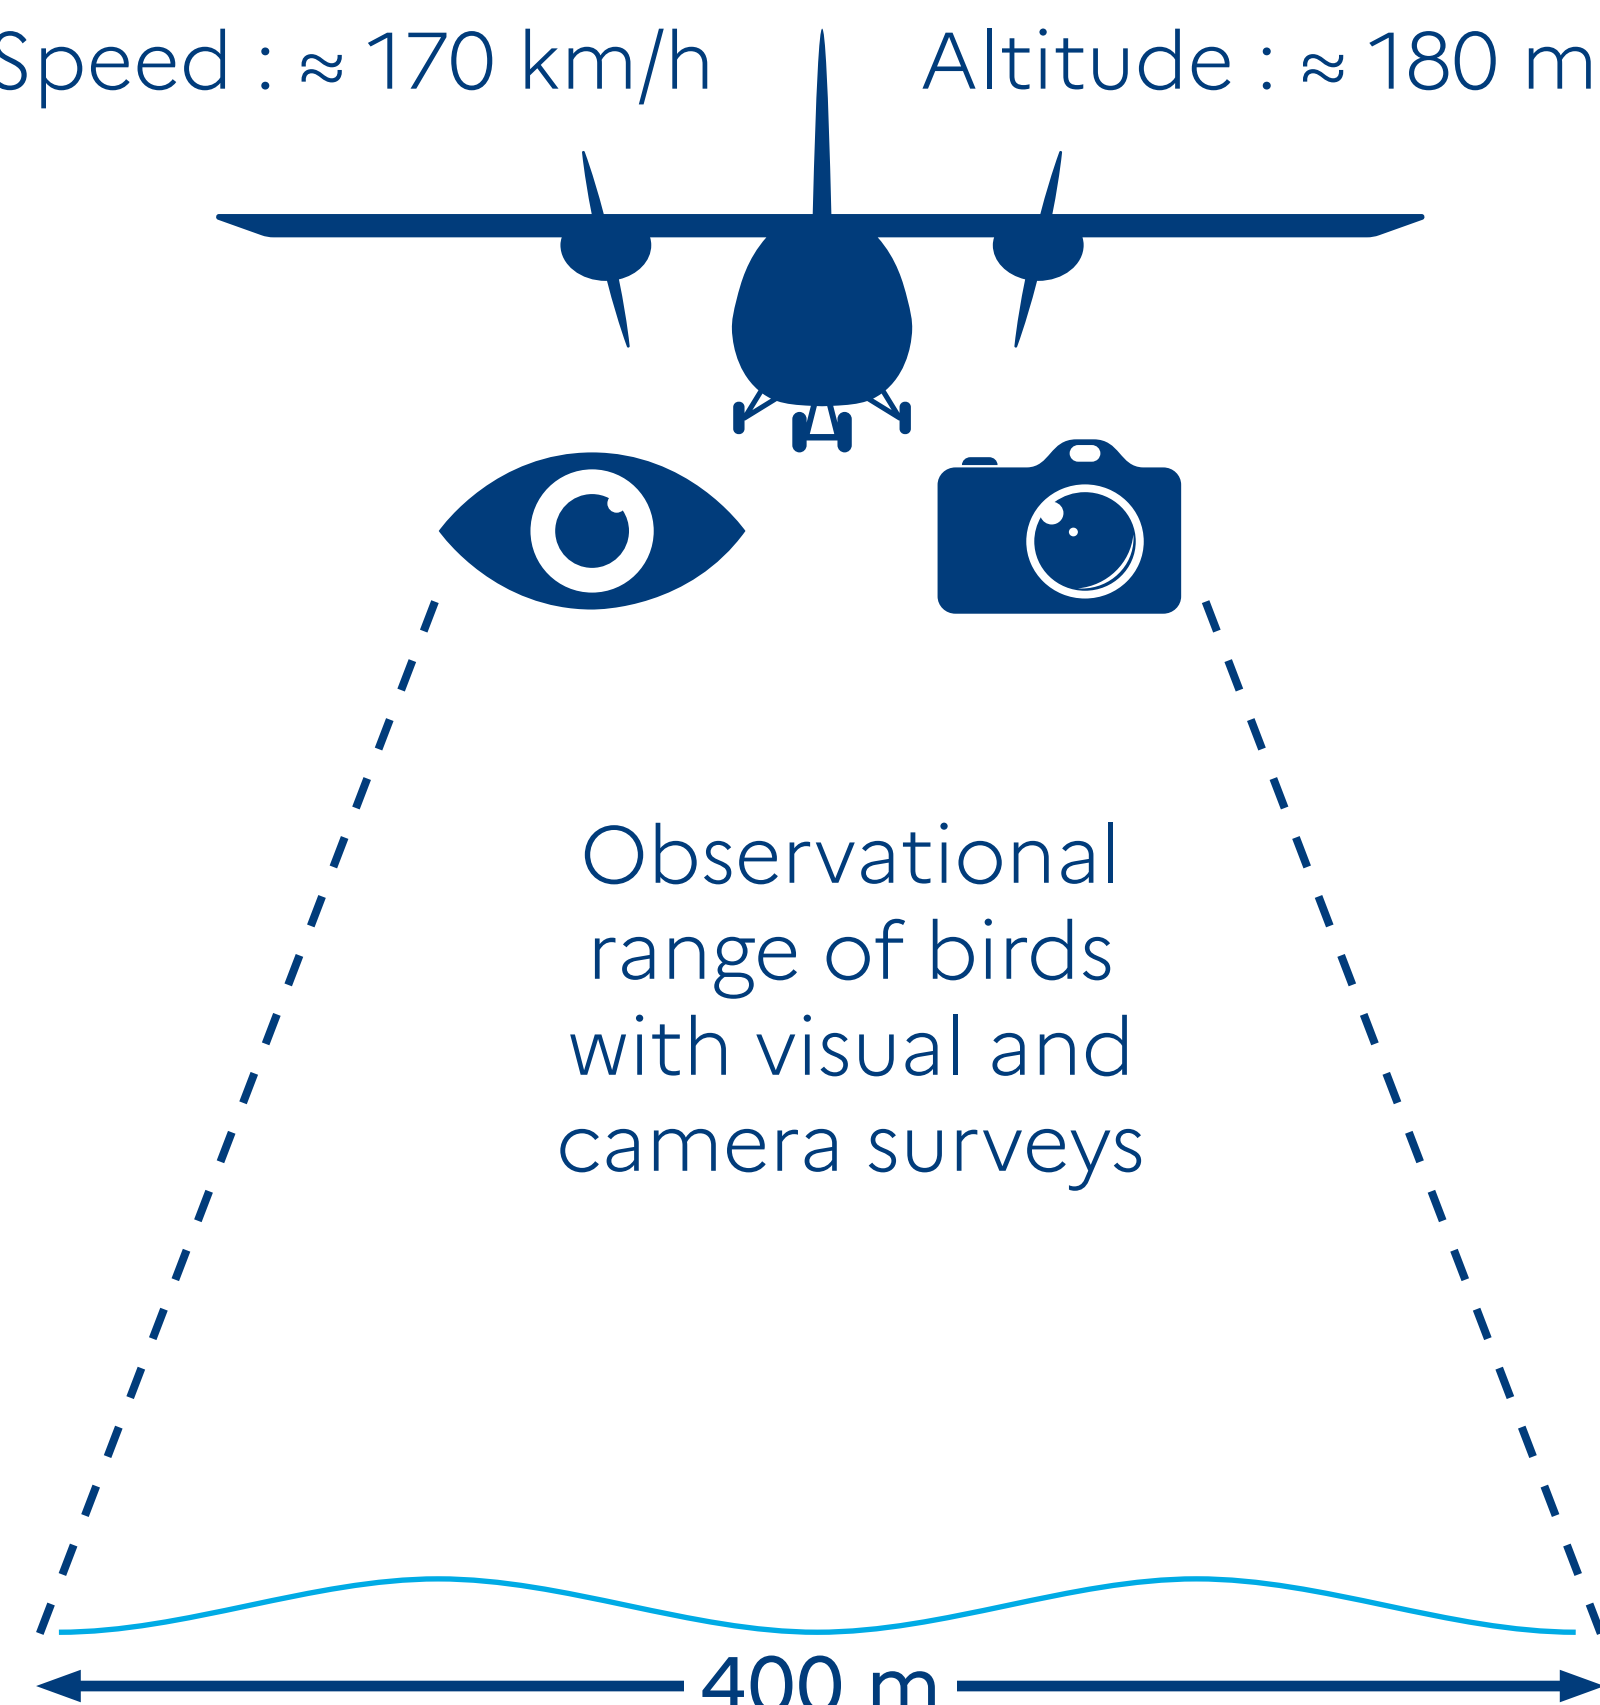 Speed : ≈ 170 km/h
Altitude : ≈ 180 m
Observational
range of birds
with visual and
camera surveys
400 m